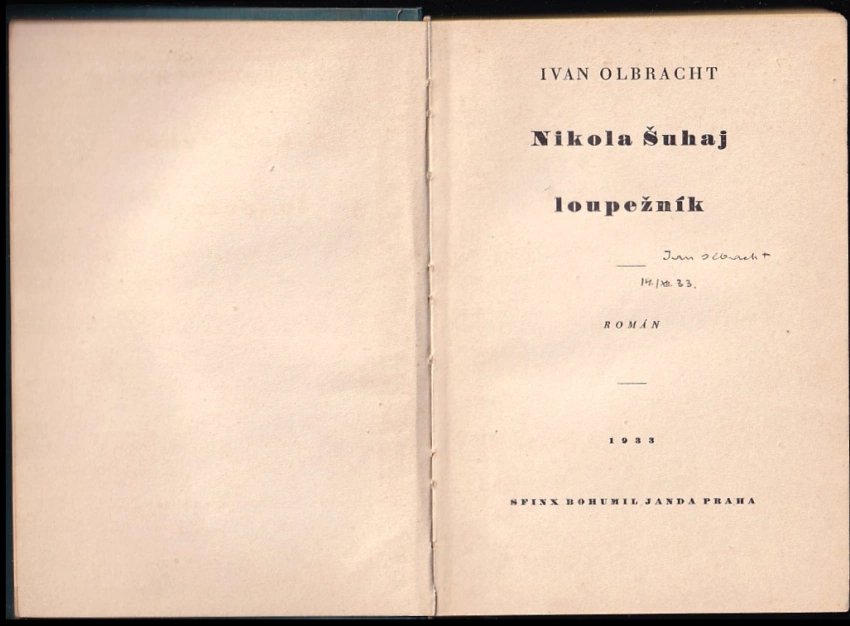 IVAN OLBRACHT
Nikola Šuhaj
loupežník
Ivan Olbracht
14./XII. 33.
ROMÁN
1933
SFINX BOHUMIL JANDA PRAHA